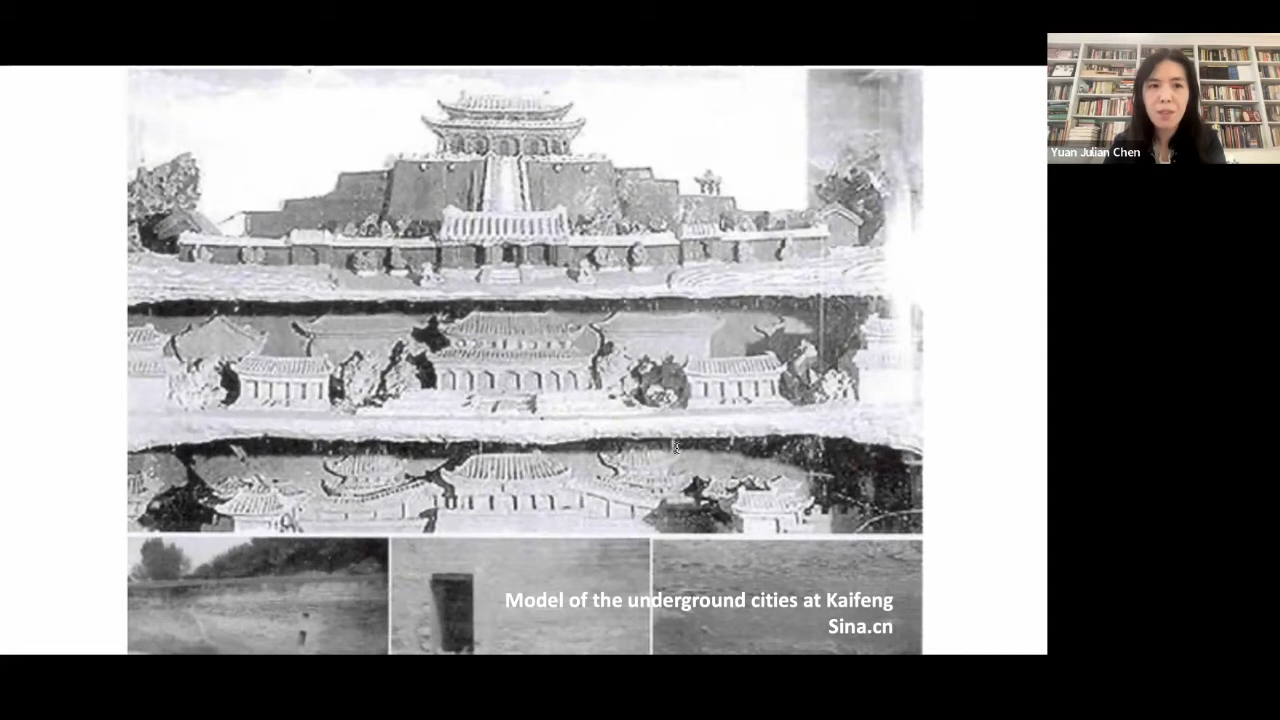 Yuan Julian Chen
Model of the underground cities at Kaifeng
Sina.cn